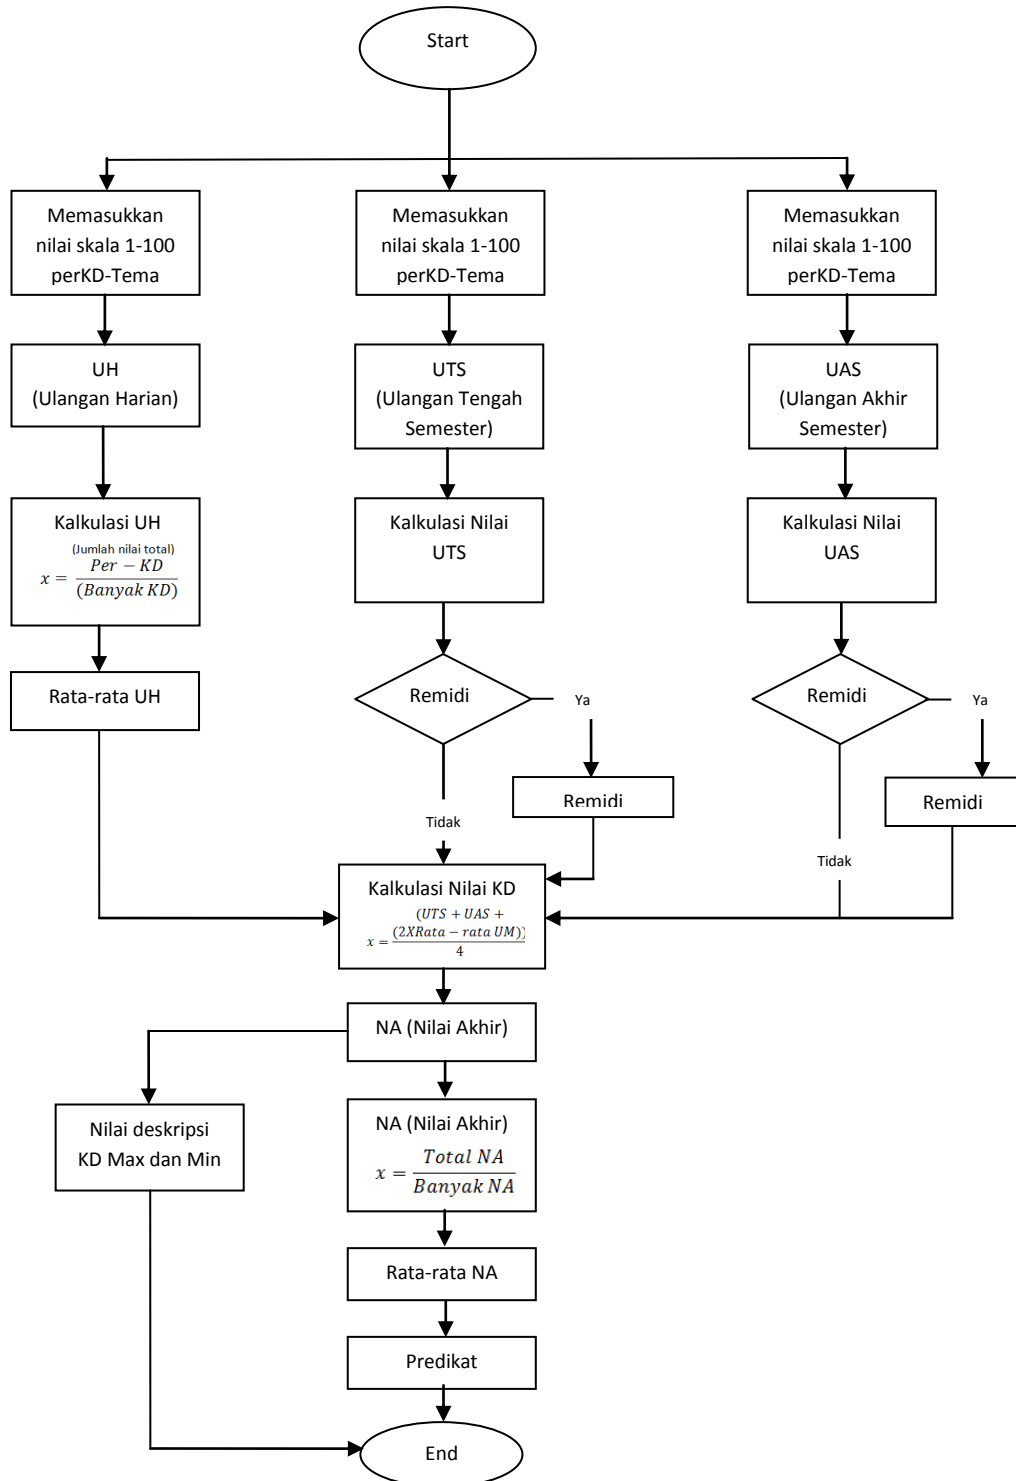 Start
Memasukkan
nilai skala 1-100
perKD-Tema
Memasukkan
nilai skala 1-100
perKD-Tema
Memasukkan
nilai skala 1-100
perKD-Tema
UH
(Ulangan Harian)
UTS
(Ulangan Tengah
Semester)
UAS
(Ulangan Akhir
Semester)
Kalkulasi UH
(Jumlah nilai total)
Per − KD
x =
(Banyak KD)
Kalkulasi Nilai
UTS
Kalkulasi Nilai
UAS
Rata-rata UH
Remidi
Ya
Remidi
Ya
Remidi
Remidi
Tidak
Tidak
Kalkulasi Nilai KD
(UTS + UAS +
(2XRata − rata UM))
x =
4
NA (Nilai Akhir)
Nilai deskripsi
KD Max dan Min
NA (Nilai Akhir)
Total NA
x =
Banyak NA
Rata-rata NA
Predikat
End